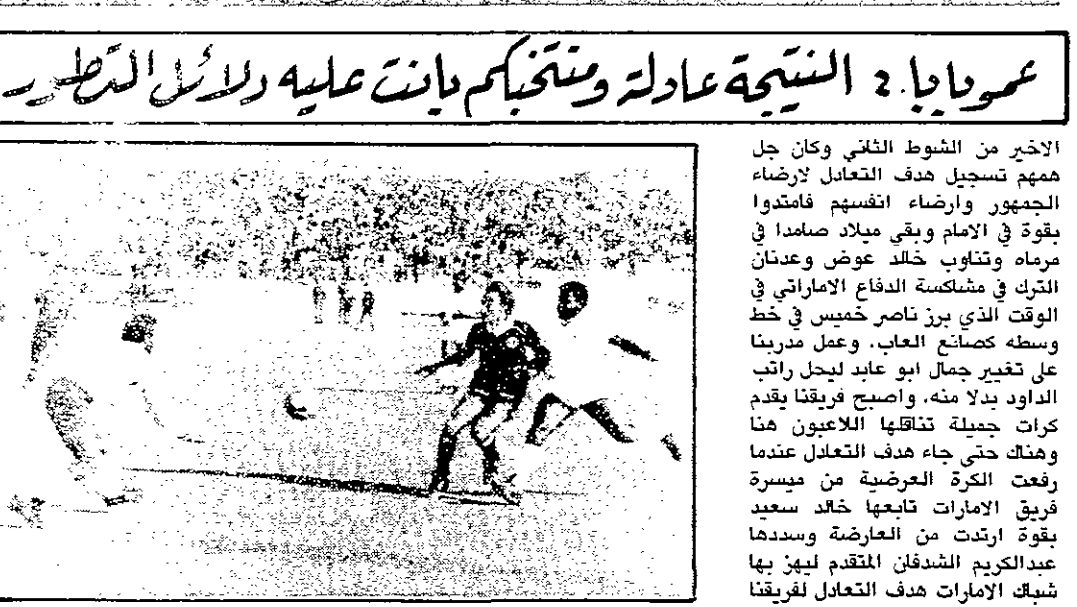 عمو بابا : النتيجة عادلة ومنتخبكم بانت عليه دلائل التطور
الاخير من الشوط الثاني وكان جل
همهم تسجيل هدف التعادل لارضاء
الجمهور وارضاء انفسهم فامتدوا
بقوة في الامام وبقي ميلاد صامدا في
مرماه وتناوب خالد عوض وعدنان
الترك في مشاكسة الدفاع الاماراتي في
الوقت الذي برز ناصر خميس في خط
وسطه كصانع العاب. وعمل مدربنا
على تغيير جمال ابو عابد ليحل راتب
الداود بدلا منه. واصبح فريقنا يقدم
كرات جميلة تناقلها اللاعبون هنا
وهناك حتى جاء هدف التعادل عندما
رفعت الكرة العرضية من ميسرة
فريق الامارات تابعها خالد سعيد
بقوة ارتدت من العارضة وسددها
عبدالكريم الشدفان المتقدم ليهز بها
شباك الامارات هدف التعادل لفريقنا